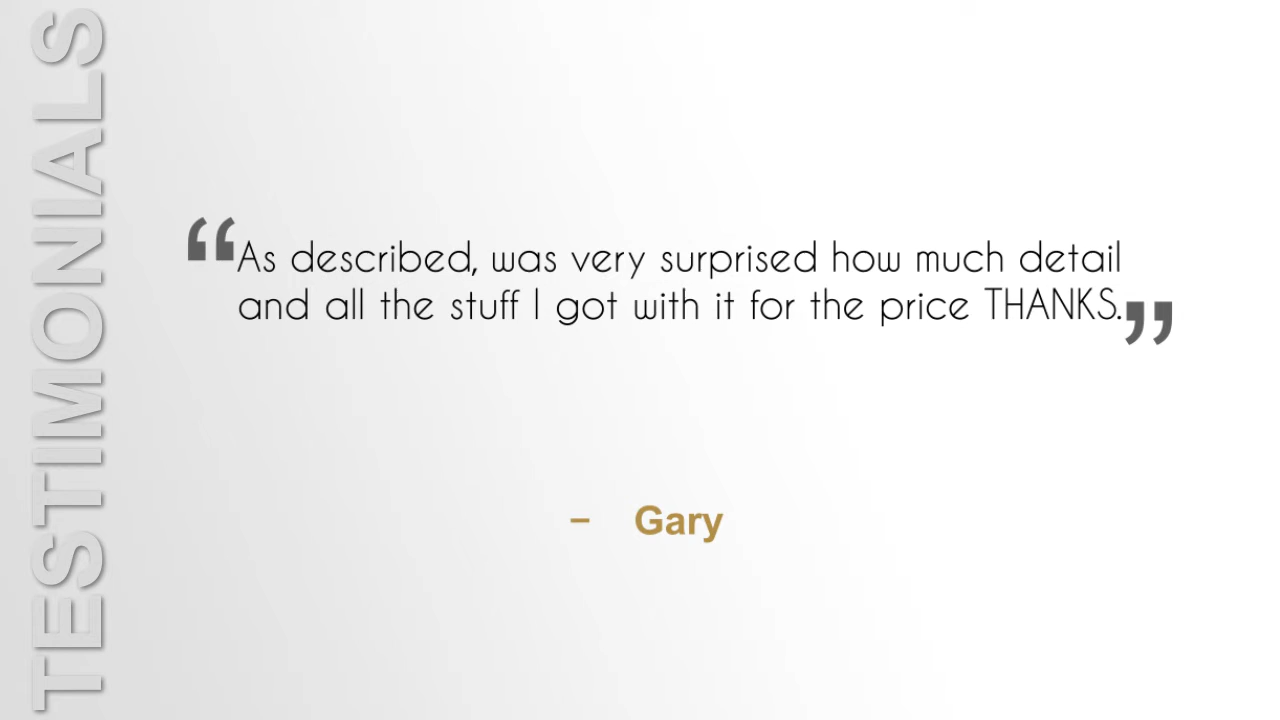 TESTIMONIALS
“As described, was very surprised how much detail
and all the stuff I got with it for the price THANKS.”
– Gary